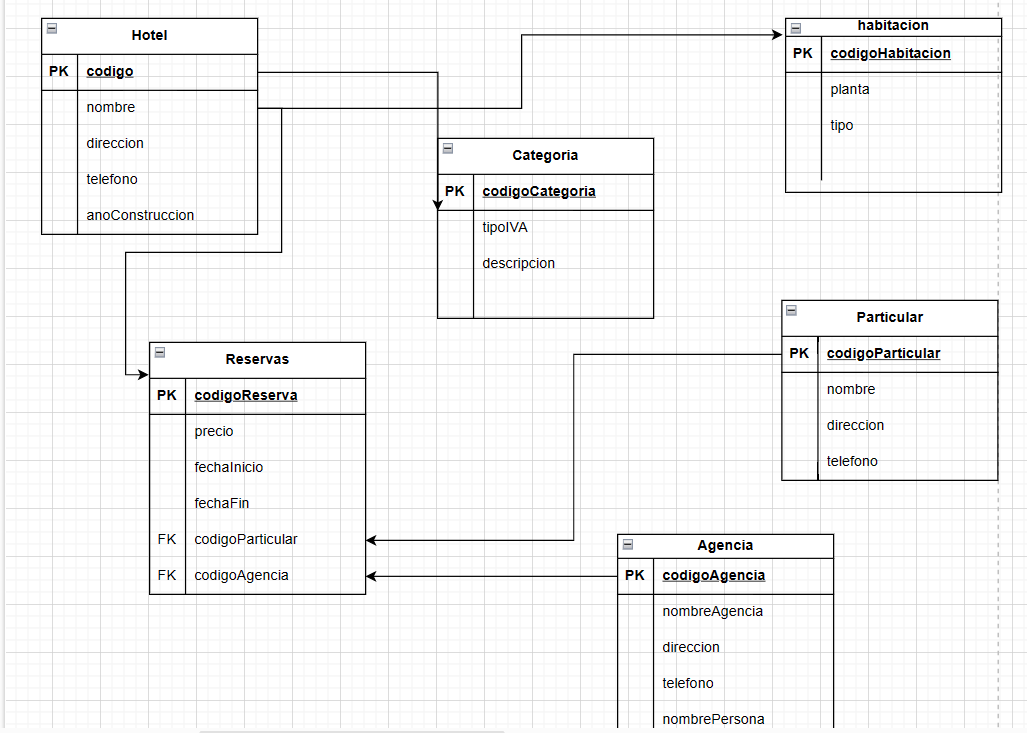 Hotel
PK codigo
nombre
direccion
telefono
anoConstruccion
habitacion
PK codigoHabitacion
planta
tipo
Categoria
PK codigoCategoria
tipoIVA
descripcion
Particular
PK codigoParticular
nombre
direccion
telefono
Reservas
PK codigoReserva
precio
fechaInicio
fechaFin
FK codigoParticular
FK codigoAgencia
Agencia
PK codigoAgencia
nombreAgencia
direccion
telefono
nombrePersona